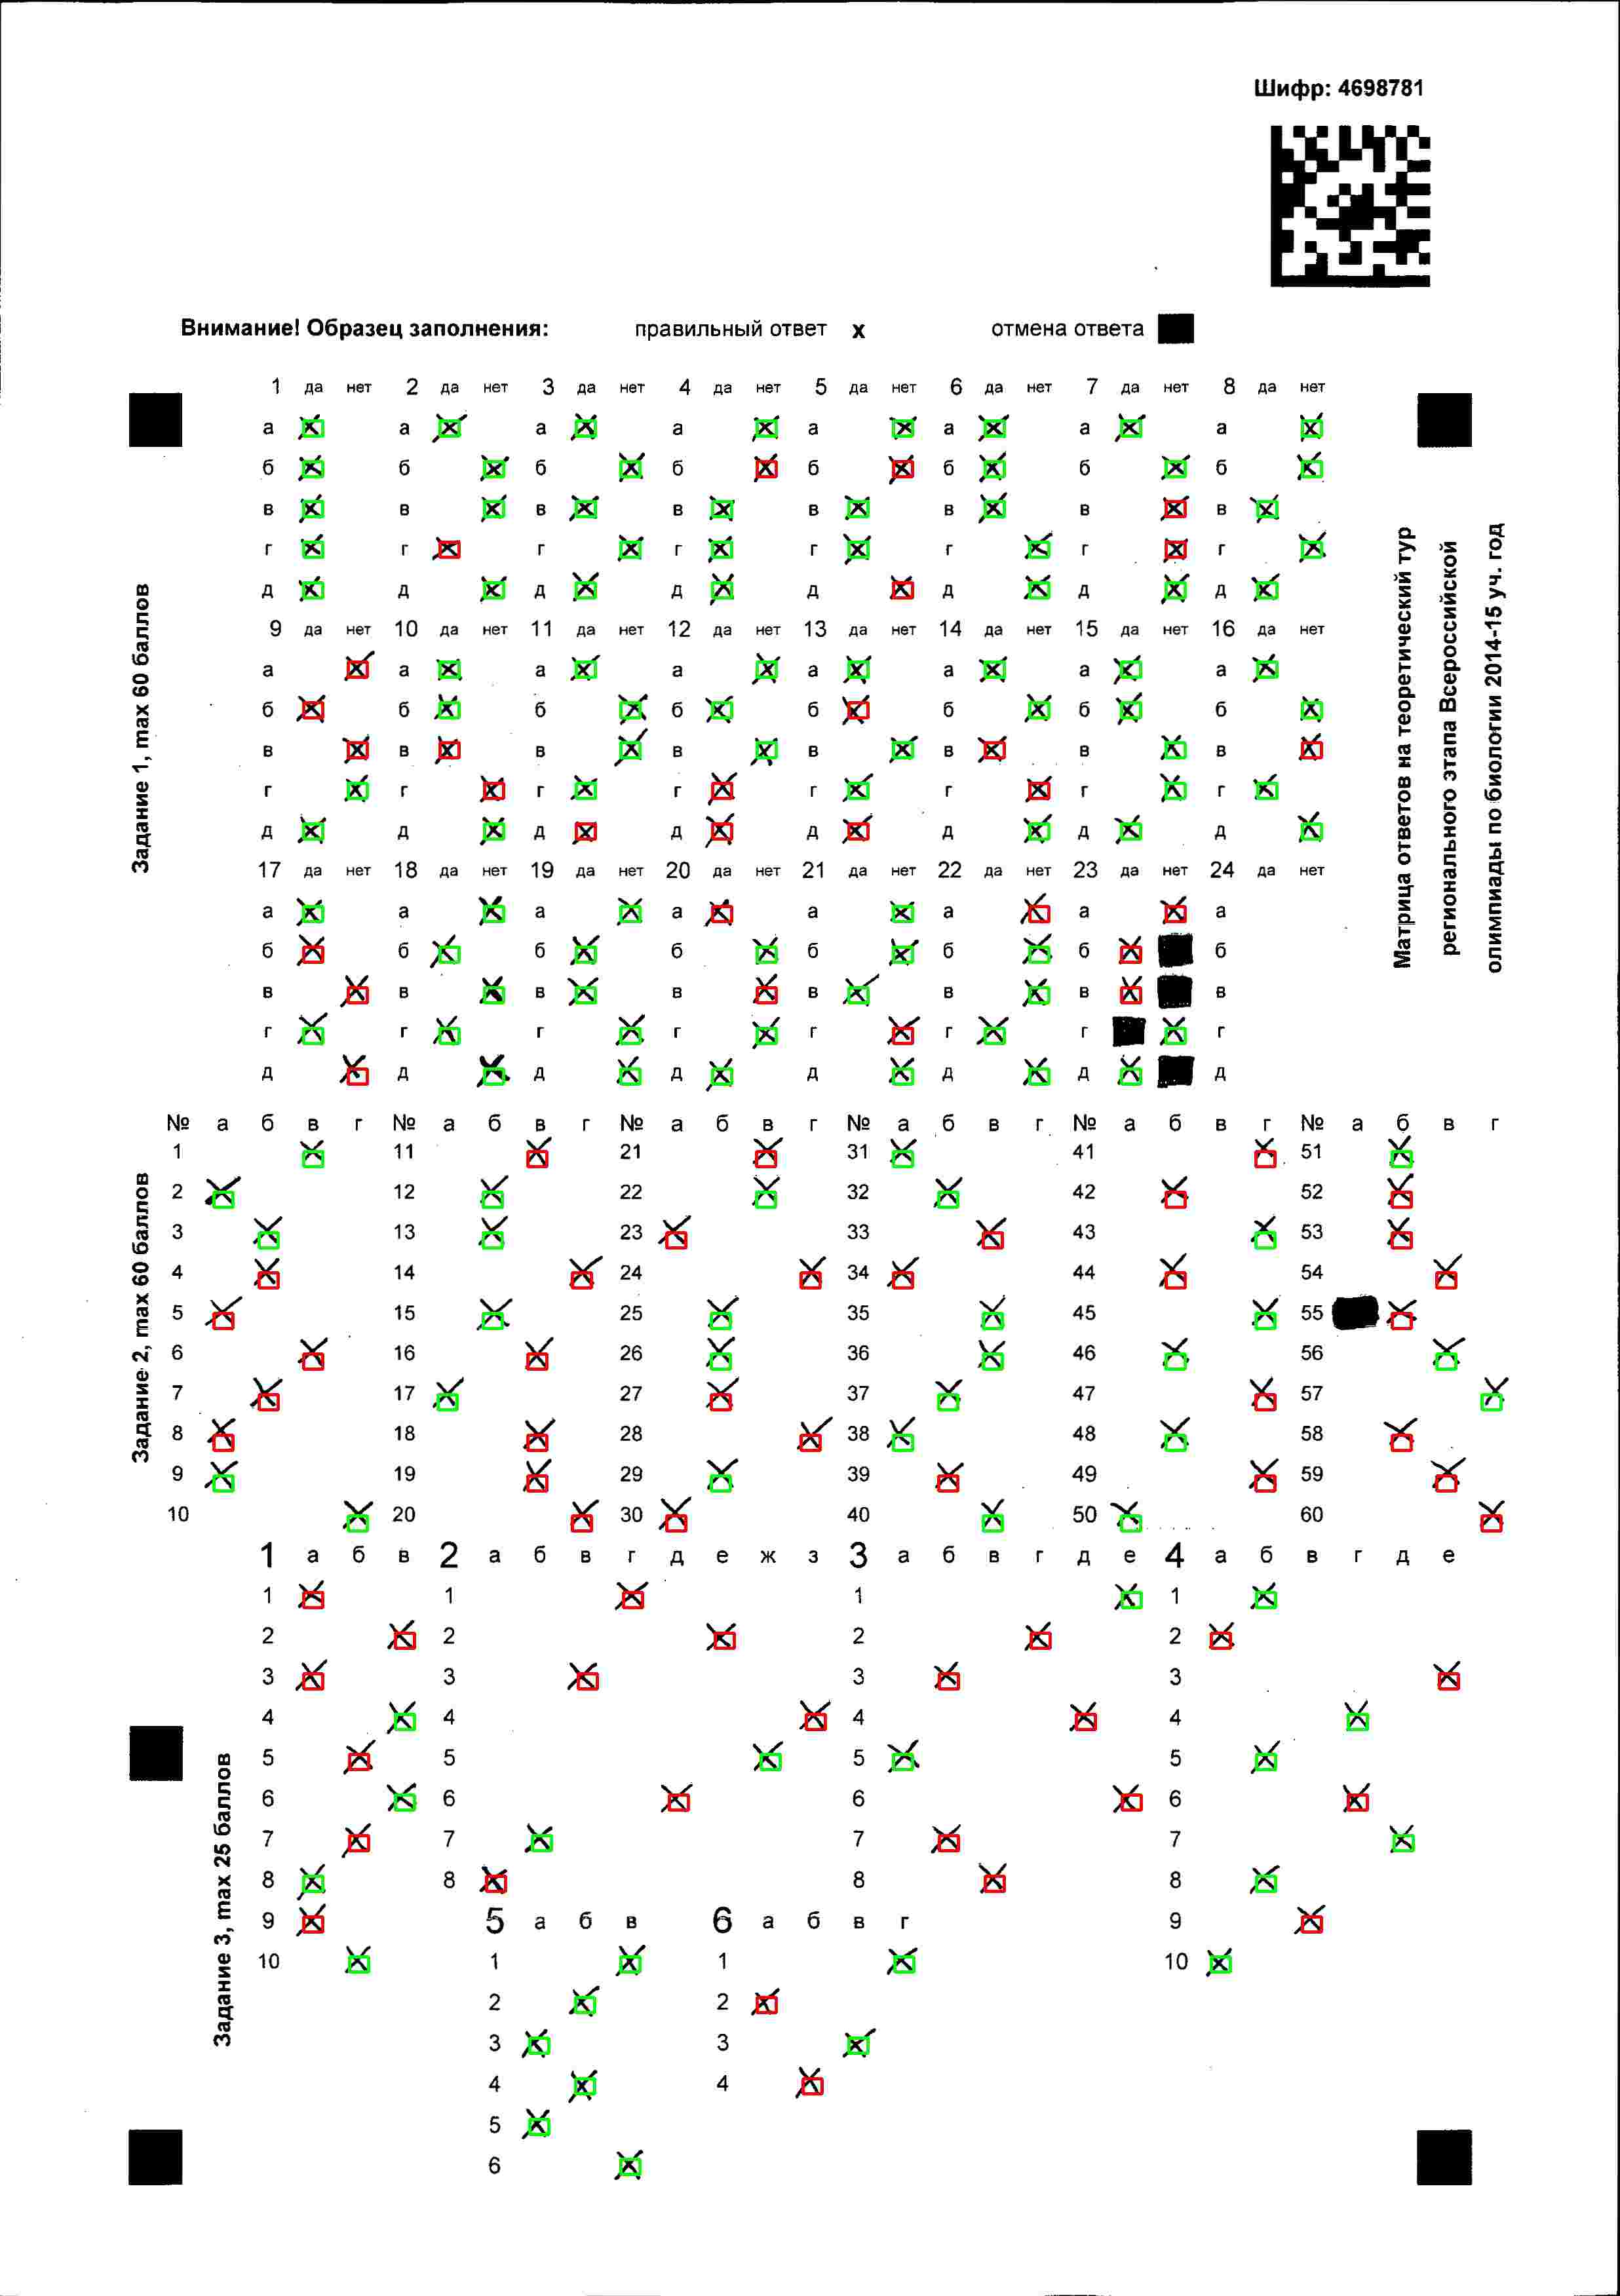 Шифр: 4698781
Внимание! Образец заполнения: правильный ответ x отмена ответа
1 да нет 2 да нет 3 да нет 4 да нет 5 да нет 6 да нет 7 да нет 8 да нет
а а а а а а а а
б б б б б б б б
в в в в в в в в
г г г г г г г г
д д д д д д д д
9 да нет 10 да нет 11 да нет 12 да нет 13 да нет 14 да нет 15 да нет 16 да нет
а а а а а а а а
б б б б б б б б
в в в в в в в в
г г г г г г г г
д д д д д д д д
17 да нет 18 да нет 19 да нет 20 да нет 21 да нет 22 да нет 23 да нет 24 да нет
а а а а а а а а
б б б б б б б б
в в в в в в в в
г г г г г г г г
д д д д д д д д
Задание 1, max 60 баллов
Матрица ответов на теоретический тур
регионального этапа Всероссийской
олимпиады по биологии 2014-15 уч. год
№ а б в г № а б в г № а б в г № а б в г № а б в г № а б в г
1 11 21 31 41 51
2 12 22 32 42 52
3 13 23 33 43 53
4 14 24 34 44 54
5 15 25 35 45 55
6 16 26 36 46 56
7 17 27 37 47 57
8 18 28 38 48 58
9 19 29 39 49 59
10 20 30 40 50 60
Задание 2, max 60 баллов
1 а б в 2 а б в г д е ж з 3 а б в г д е 4 а б в г д е
1 1 1 1
2 2 2 2
3 3 3 3
4 4 4 4
5 5 5 5
6 6 6 6
7 7 7 7
8 8 8 8
9 5 а б в 6 а б в г 9
10 1 1 10
2 2
3 3
4 4
5
6
Задание 3, max 25 баллов